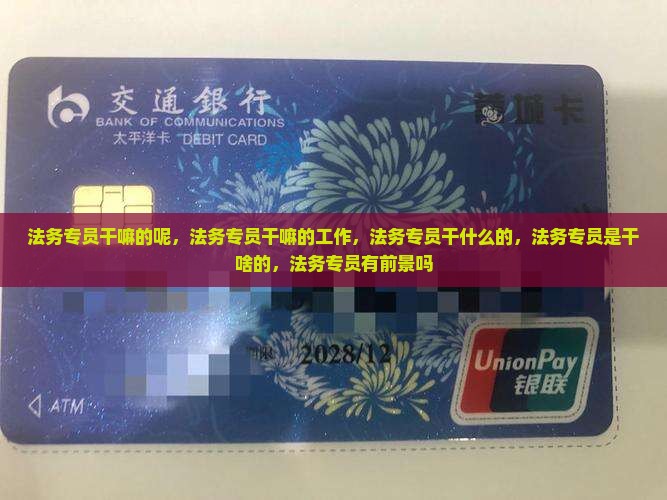 交通銀行
BANK OF COMMUNICATIONS
太平洋卡 DEBIT CARD
法务专员干嘛的呢，法务专员干嘛的工作，法务专员干什么的，法务专员是干
啥的，法务专员有前景吗
2028/12
UnionPay
银联
ATM